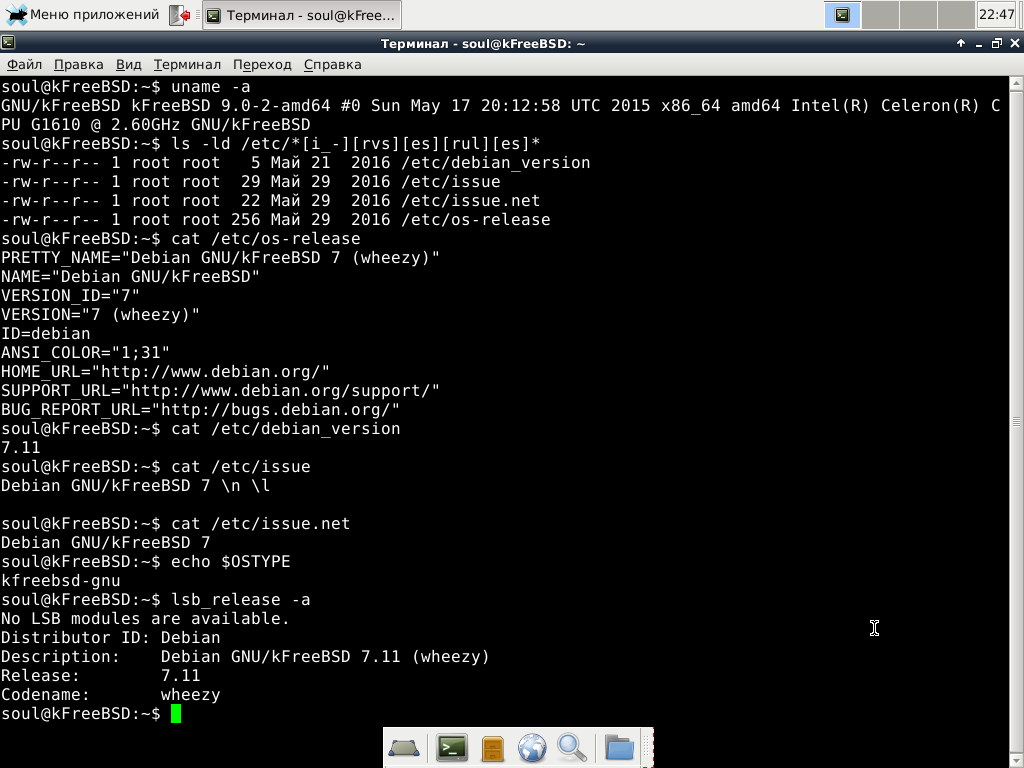 Меню приложений
Терминал - soul@kFree...
22:47
Терминал - soul@kFreeBSD: ~
Файл Правка Вид Терминал Переход Справка
soul@kFreeBSD:~$ uname -a
GNU/kFreeBSD kFreeBSD 9.0-2-amd64 #0 Sun May 17 20:12:58 UTC 2015 x86_64 amd64 Intel(R) Celeron(R) C
PU G1610 @ 2.60GHz GNU/kFreeBSD
soul@kFreeBSD:~$ ls -ld /etc/*[i_-][rvs][es][rul][es]*
-rw-r--r-- 1 root root   5 Май 21  2016 /etc/debian_version
-rw-r--r-- 1 root root  29 Май 29  2016 /etc/issue
-rw-r--r-- 1 root root  22 Май 29  2016 /etc/issue.net
-rw-r--r-- 1 root root 256 Май 29  2016 /etc/os-release
soul@kFreeBSD:~$ cat /etc/os-release
PRETTY_NAME="Debian GNU/kFreeBSD 7 (wheezy)"
NAME="Debian GNU/kFreeBSD"
VERSION_ID="7"
VERSION="7 (wheezy)"
ID=debian
ANSI_COLOR="1;31"
HOME_URL="http://www.debian.org/"
SUPPORT_URL="http://www.debian.org/support/"
BUG_REPORT_URL="http://bugs.debian.org/"
soul@kFreeBSD:~$ cat /etc/debian_version
7.11
soul@kFreeBSD:~$ cat /etc/issue
Debian GNU/kFreeBSD 7 \n \l

soul@kFreeBSD:~$ cat /etc/issue.net
Debian GNU/kFreeBSD 7
soul@kFreeBSD:~$ echo $OSTYPE
kfreebsd-gnu
soul@kFreeBSD:~$ lsb_release -a
No LSB modules are available.
Distributor ID: Debian
Description:    Debian GNU/kFreeBSD 7.11 (wheezy)
Release:        7.11
Codename:       wheezy
soul@kFreeBSD:~$